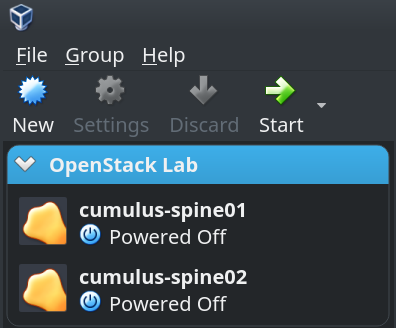 File Group Help
New Settings Discard Start
OpenStack Lab
cumulus-spine01
Powered Off
cumulus-spine02
Powered Off